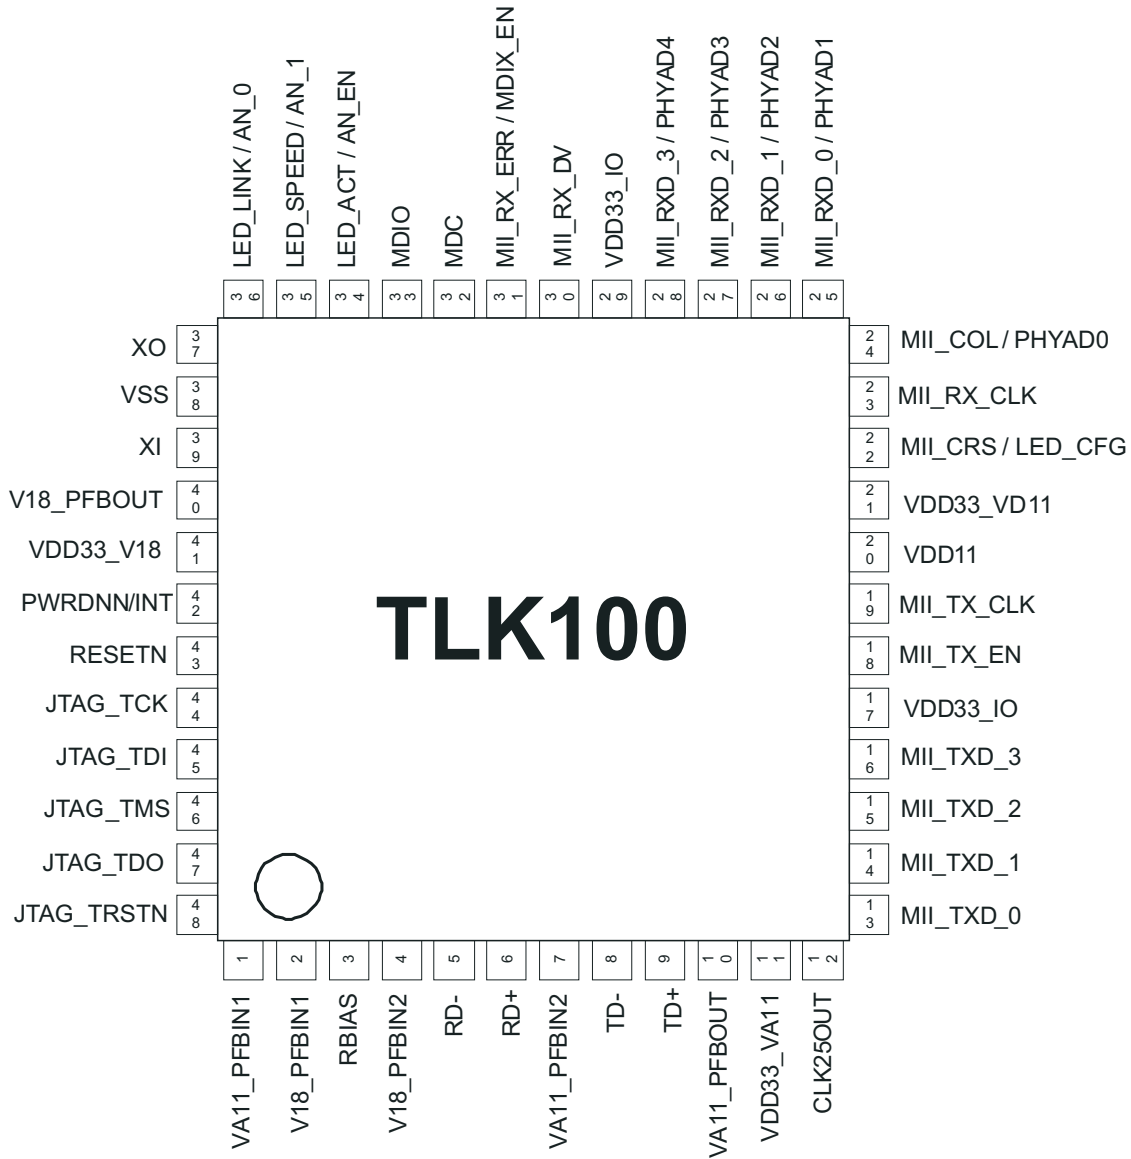 LED_LINK / AN_0
LED_SPEED / AN_1
LED_ACT / AN_EN
MDIO
MDC
MII_RX_ERR / MDIX_EN
MII_RX_DV
VDD33_IO
MII_RXD_3 / PHYAD4
MII_RXD_2 / PHYAD3
MII_RXD_1 / PHYAD2
MII_RXD_0 / PHYAD1
36
35
34
33
32
31
30
29
28
27
26
25
XO 37
VSS 38
XI 39
V18_PFBOUT 40
VDD33_V18 41
PWRDNN/INT 42
RESETN 43
JTAG_TCK 44
JTAG_TDI 45
JTAG_TMS 46
JTAG_TDO 47
JTAG_TRSTN 48
TLK100
24 MII_COL / PHYAD0
23 MII_RX_CLK
22 MII_CRS / LED_CFG
21 VDD33_VD11
20 VDD11
19 MII_TX_CLK
18 MII_TX_EN
17 VDD33_IO
16 MII_TXD_3
15 MII_TXD_2
14 MII_TXD_1
13 MII_TXD_0
1
2
3
4
5
6
7
8
9
10
11
12
VA11_PFBIN1
V18_PFBIN1
RBIAS
V18_PFBIN2
RD-
RD+
VA11_PFBIN2
TD-
TD+
VA11_PFBOUT
VDD33_VA11
CLK25OUT